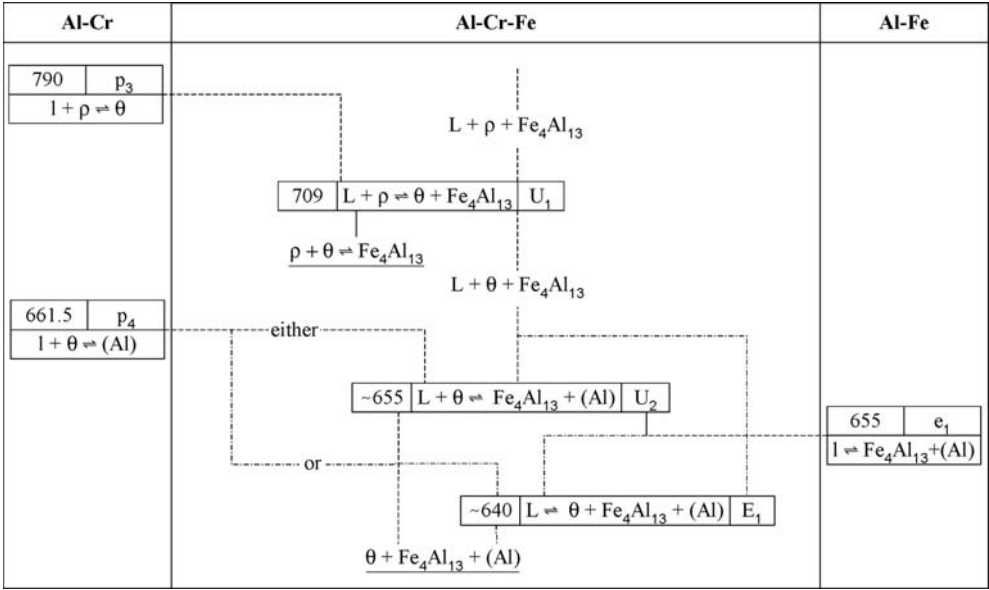 Al-Cr
Al-Cr-Fe
Al-Fe
790 p₃
l + ρ ⇌ θ
L + ρ + Fe₄Al₁₃
709 L + ρ ⇌ θ + Fe₄Al₁₃ U₁
ρ + θ ⇌ Fe₄Al₁₃
L + θ + Fe₄Al₁₃
661.5 p₄
l + θ ⇌ (Al)
either
~655 L + θ ⇌ Fe₄Al₁₃ + (Al) U₂
655 e₁
l ⇌ Fe₄Al₁₃+(Al)
or
~640 L ⇌ θ + Fe₄Al₁₃ + (Al) E₁
θ + Fe₄Al₁₃ + (Al)